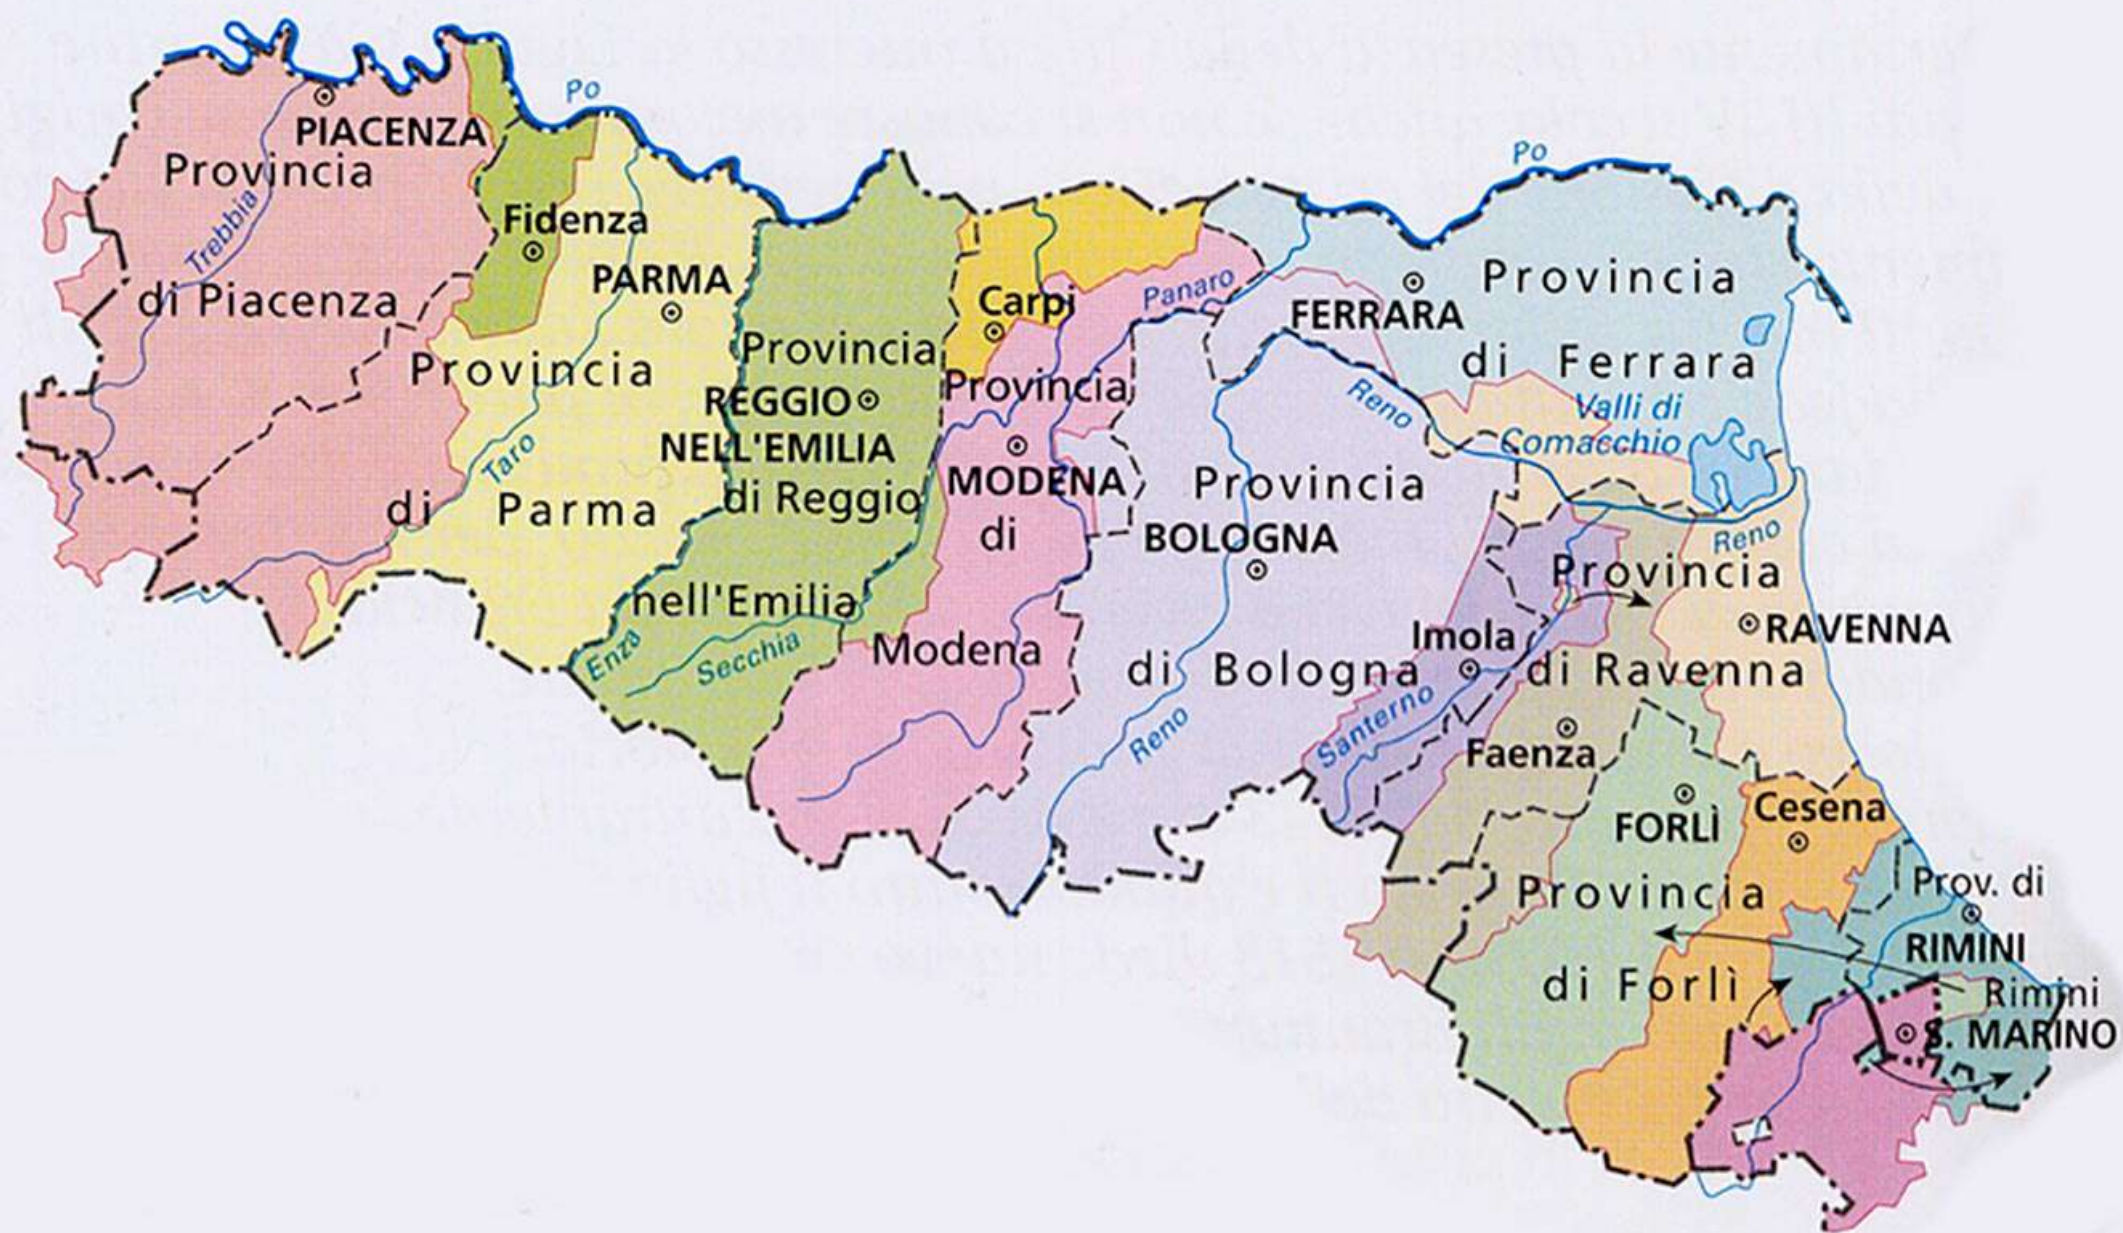 Po
PIACENZA
Provincia
Trebbia
di Piacenza
Fidenza
PARMA
Provincia
Taro
di Parma
Provincia
REGGIO
NELL'EMILIA
di Reggio
nell'Emilia
Enza
Secchia
Carpi
Panaro
Provincia
MODENA
di
Modena
Po
FERRARA
Provincia
di Ferrara
Valli di
Comacchio
Reno
Provincia
BOLOGNA
di Bologna
Reno
Imola
Santerno
Reno
Provincia
RAVENNA
di Ravenna
Faenza
FORLÌ
Cesena
Provincia
di Forlì
Prov. di
RIMINI
Rimini
S. MARINO